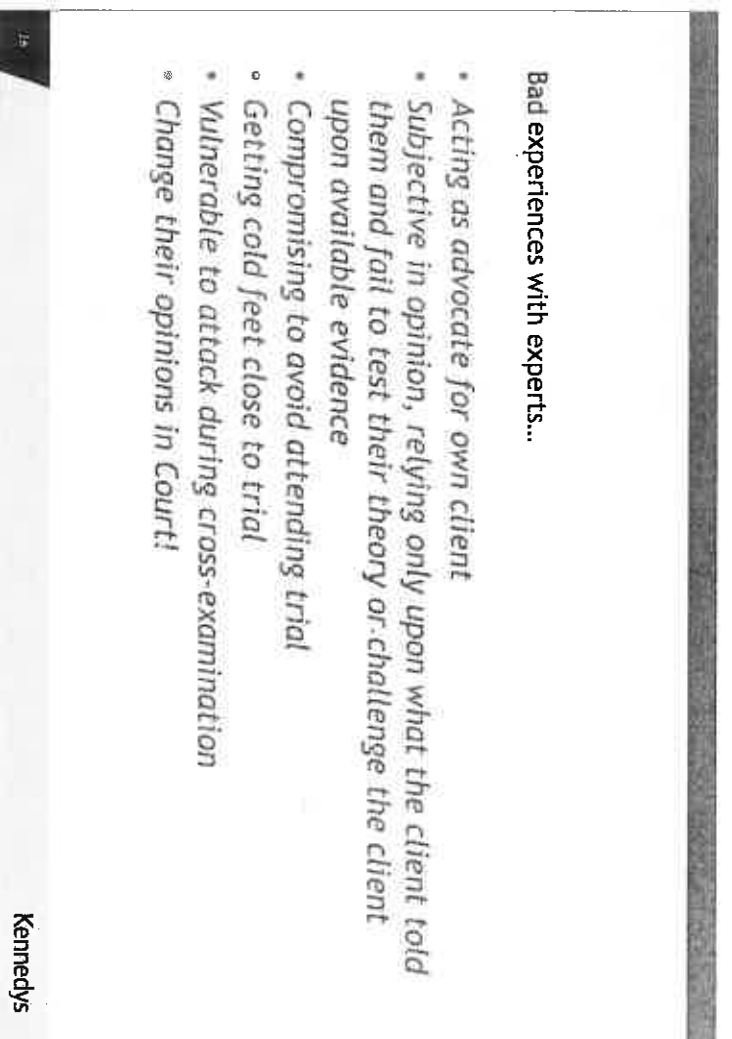 Bad experiences with experts...
• Acting as advocate for own client
• Subjective in opinion, relying only upon what the client told
them and fail to test their theory or challenge the client
upon available evidence
• Compromising to avoid attending trial
• Getting cold feet close to trial
• Vulnerable to attack during cross-examination
• Change their opinions in Court!
Kennedys